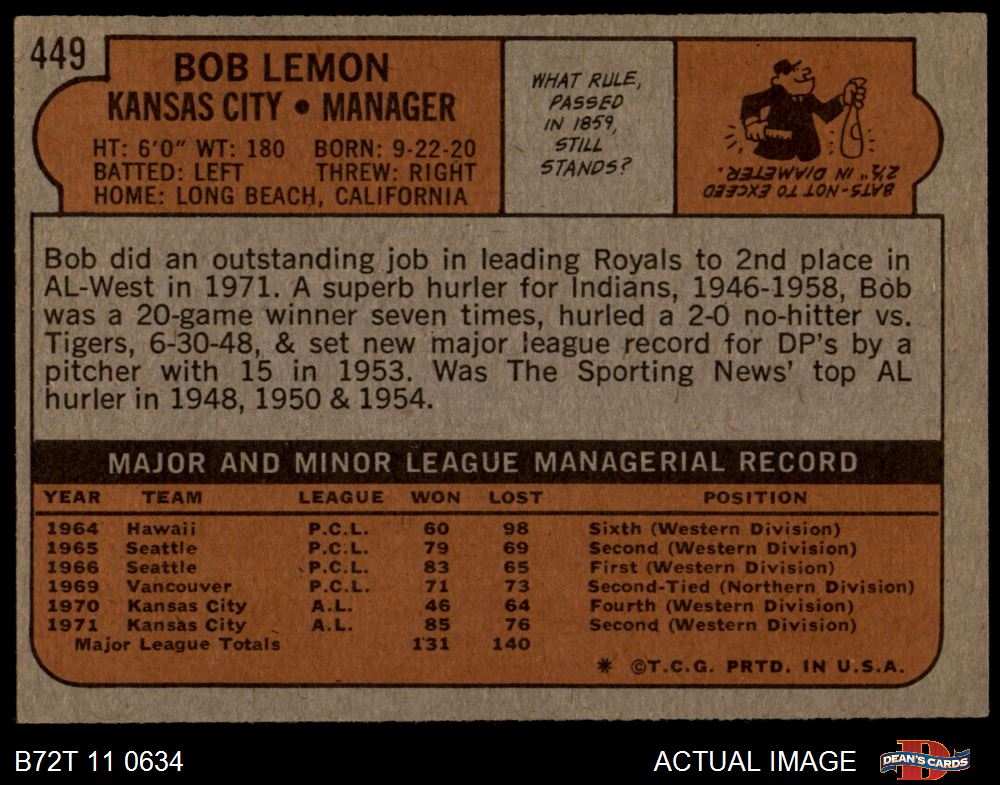 449
BOB LEMON
KANSAS CITY • MANAGER
HT: 6'0" WT: 180 BORN: 9-22-20
BATTED: LEFT THREW: RIGHT
HOME: LONG BEACH, CALIFORNIA
WHAT RULE,
PASSED
IN 1859,
STILL
STANDS?
BATS-NOT TO EXCEED
2½" IN DIAMETER.
Bob did an outstanding job in leading Royals to 2nd place in
AL-West in 1971. A superb hurler for Indians, 1946-1958, Bob
was a 20-game winner seven times, hurled a 2-0 no-hitter vs.
Tigers, 6-30-48, & set new major league record for DP's by a
pitcher with 15 in 1953. Was The Sporting News' top AL
hurler in 1948, 1950 & 1954.
MAJOR AND MINOR LEAGUE MANAGERIAL RECORD
YEAR TEAM LEAGUE WON LOST POSITION
1964 Hawaii P.C.L. 60 98 Sixth (Western Division)
1965 Seattle P.C.L. 79 69 Second (Western Division)
1966 Seattle P.C.L. 83 65 First (Western Division)
1969 Vancouver P.C.L. 71 73 Second-Tied (Northern Division)
1970 Kansas City A.L. 46 64 Fourth (Western Division)
1971 Kansas City A.L. 85 76 Second (Western Division)
Major League Totals 131 140
* ©T.C.G. PRTD. IN U.S.A.
B72T 11 0634
ACTUAL IMAGE
D
DEAN'S CARDS